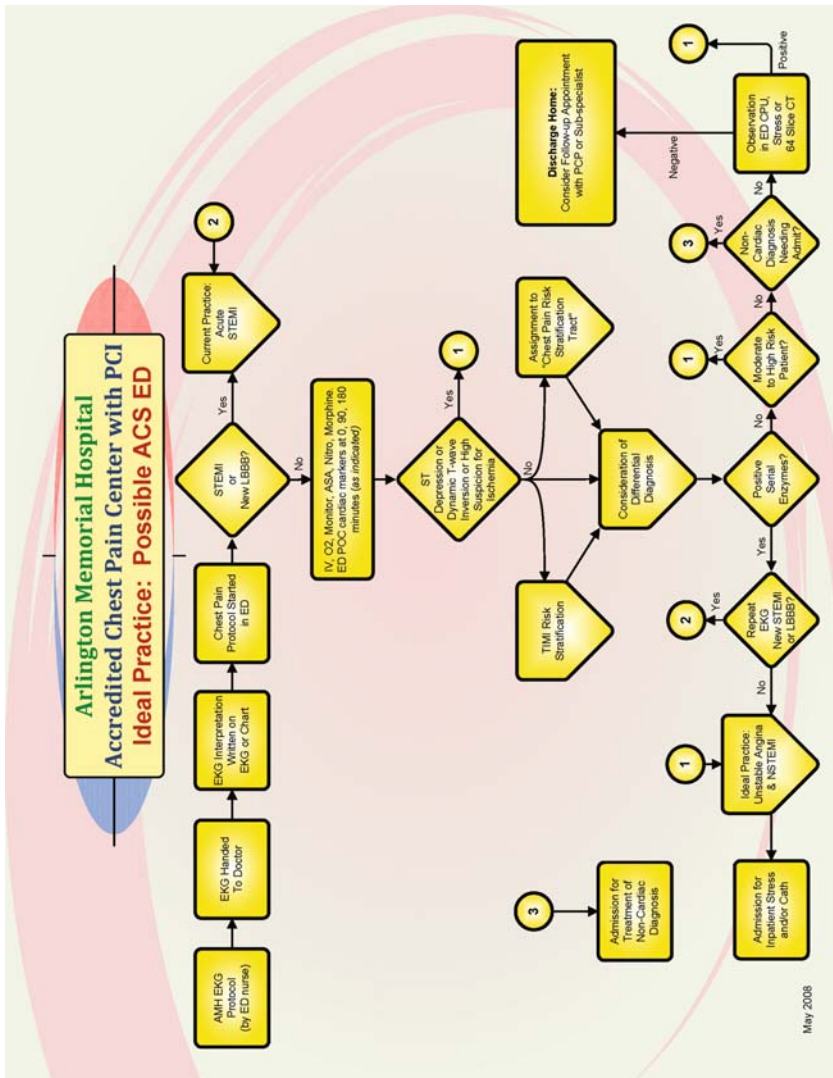 Arlington Memorial Hospital
Accredited Chest Pain Center with PCI
Ideal Practice: Possible ACS ED
AMH EKG
Protocol
(by ED nurse)
EKG Handed
To Doctor
EKG Interpretation
Written on
EKG or Chart
Chest Pain
Protocol Started
in ED
STEMI
or
New LBBB?
Yes
Current Practice:
Acute
STEMI
2
No
IV, O2, Monitor, ASA, Nitro, Morphine.
ED POC cardiac markers at 0, 90, 180
minutes (as indicated)
ST
Depression or
Dynamic T-wave
Inversion or High
Suspicion for
Ischemia
Yes
1
No
TIMI Risk
Stratification
Assignment to
"Chest Pain Risk
Stratification
Tract"
Consideration of
Differential
Diagnosis
Positive
Serial
Enzymes?
Yes
Repeat
EKG
New STEMI
or LBBB?
Yes
2
No
Ideal Practice:
Unstable Angina
& NSTEMI
1
Admission for
Inpatient Stress
and/or Cath
No
Moderate
to High Risk
Patient?
Yes
1
No
Non-
Cardiac
Diagnosis
Needing
Admit?
Yes
3
No
Observation
in ED CPU,
Stress or
64 Slice CT
Positive
1
Negative
Discharge Home:
Consider Follow-up Appointment
with PCP or Sub-specialist
3
Admission for
Treatment of
Non-Cardiac
Diagnosis
May 2008